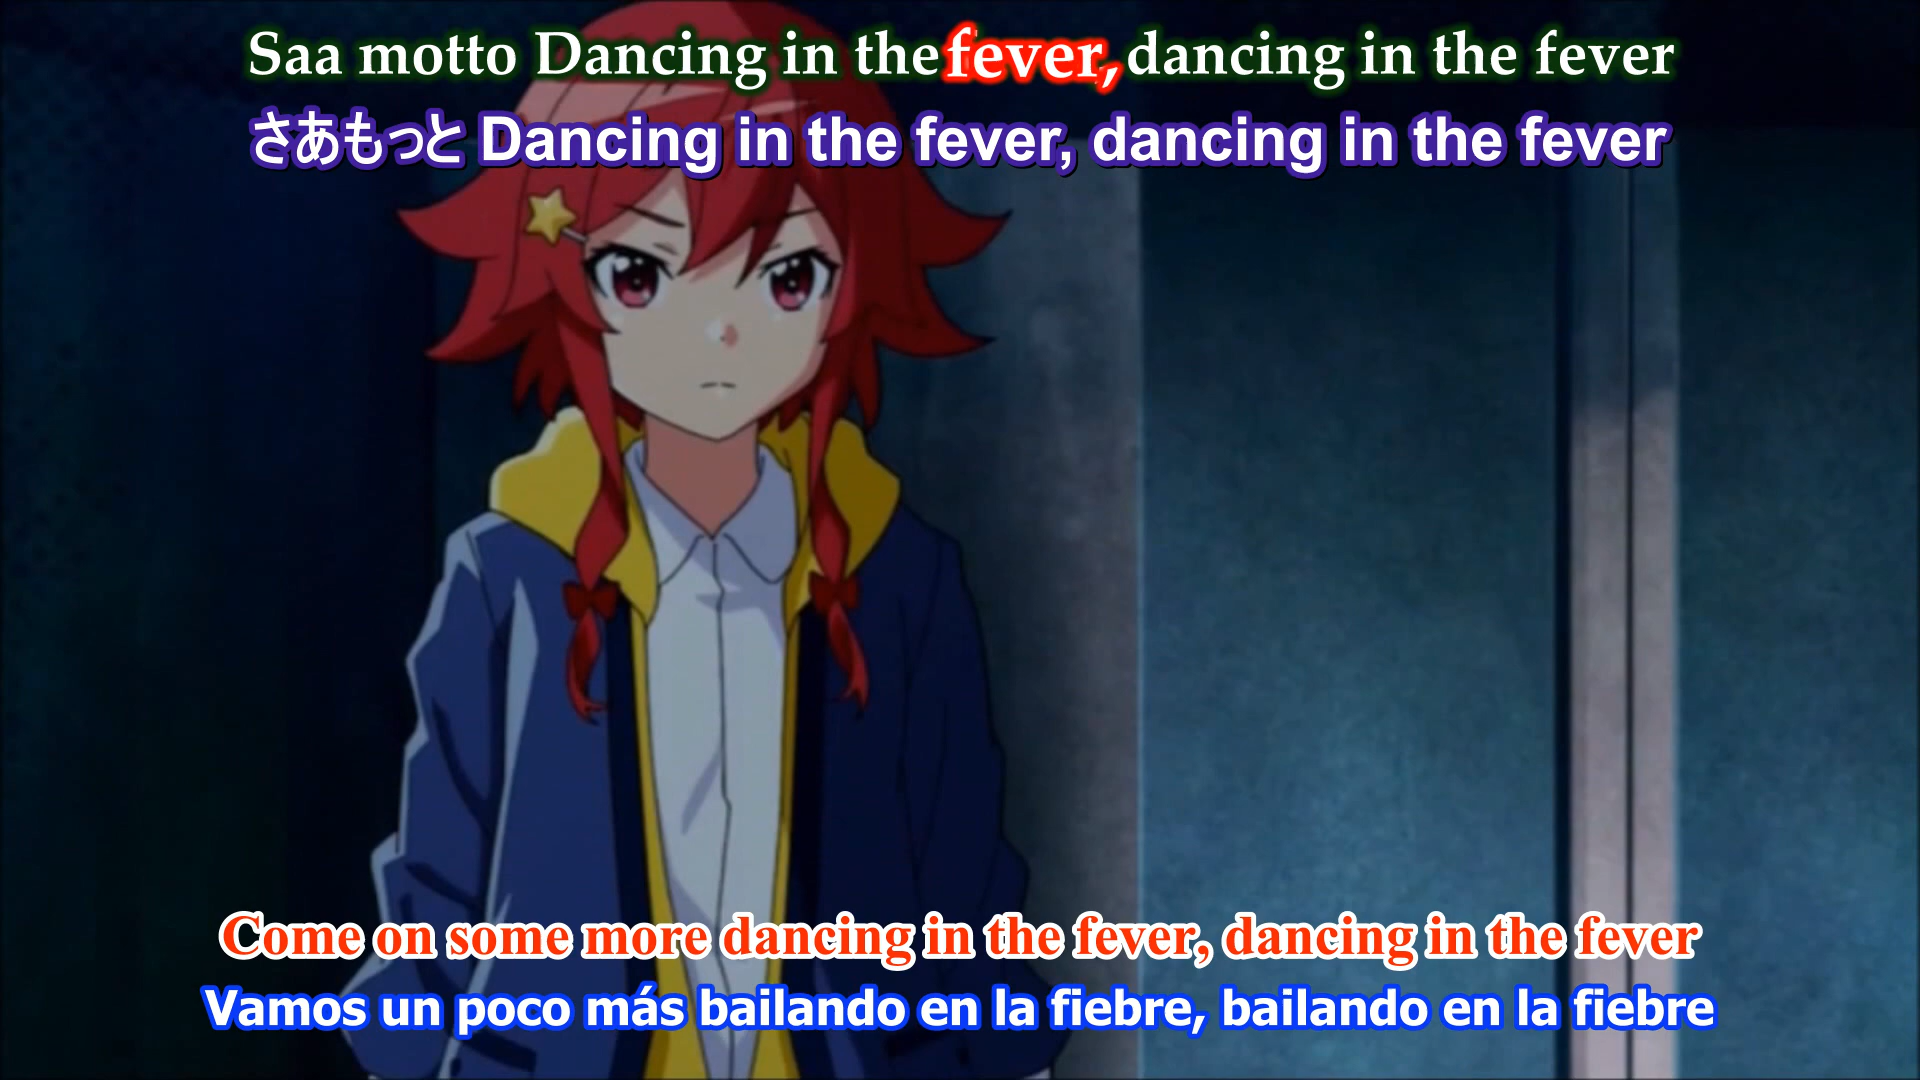 Saa motto Dancing in the fever, dancing in the fever
さあもっと Dancing in the fever, dancing in the fever
Come on some more dancing in the fever, dancing in the fever
Vamos un poco más bailando en la fiebre, bailando en la fiebre